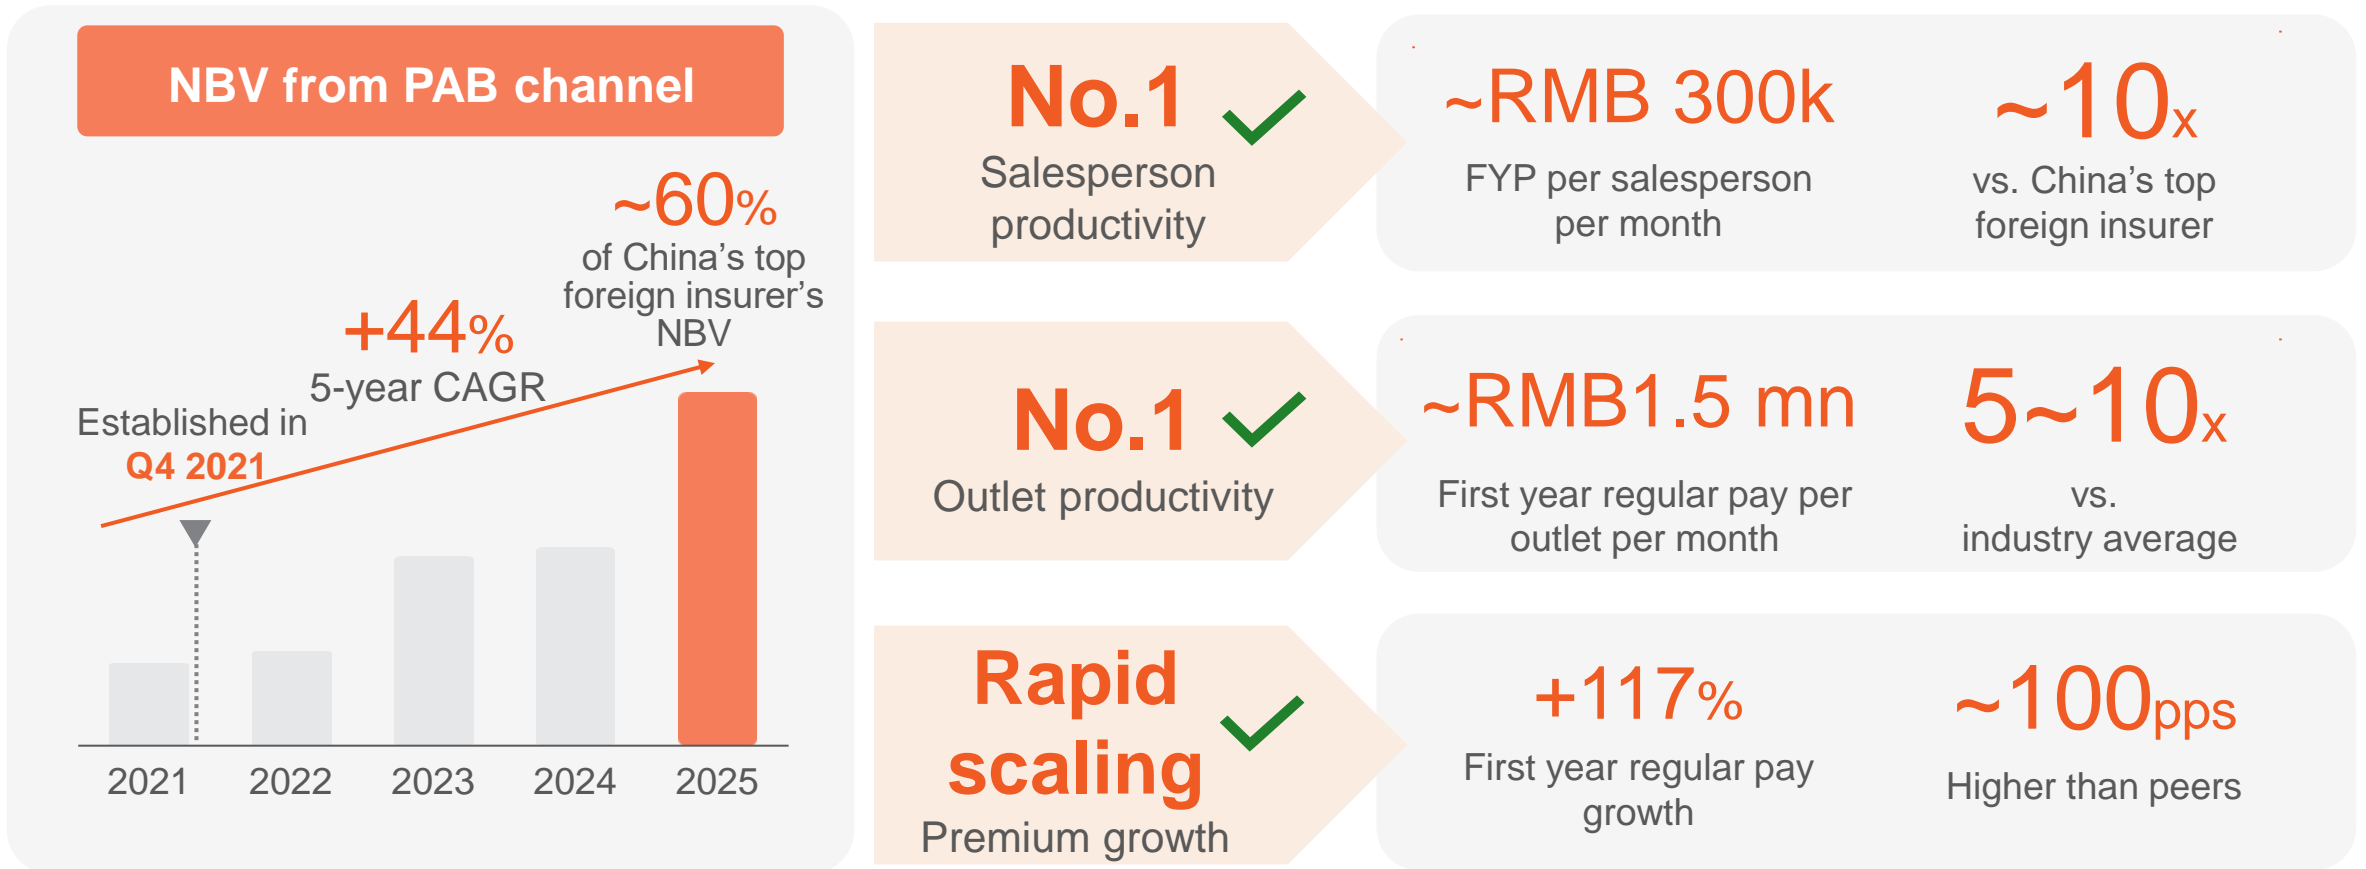 NBV from PAB channel
~60%
of China’s top
foreign insurer’s
NBV
+44%
5-year CAGR
Established in
Q4 2021
2021 2022 2023 2024 2025
No.1
Salesperson
productivity
~RMB 300k
FYP per salesperson
per month
~10x
vs. China’s top
foreign insurer
No.1
Outlet productivity
~RMB1.5 mn
First year regular pay per
outlet per month
5~10x
vs.
industry average
Rapid
scaling
Premium growth
+117%
First year regular pay
growth
~100pps
Higher than peers